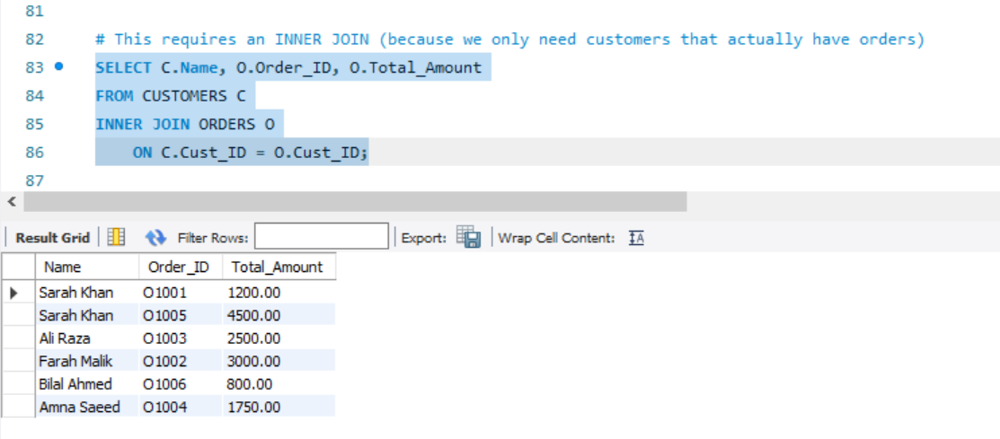 81
82 # This requires an INNER JOIN (because we only need customers that actually have orders)
83 SELECT C.Name, O.Order_ID, O.Total_Amount
84 FROM CUSTOMERS C
85 INNER JOIN ORDERS O
86 ON C.Cust_ID = O.Cust_ID;
87
Result Grid Filter Rows: Export: Wrap Cell Content: IA
Name Order_ID Total_Amount
Sarah Khan O1001 1200.00
Sarah Khan O1005 4500.00
Ali Raza O1003 2500.00
Farah Malik O1002 3000.00
Bilal Ahmed O1006 800.00
Amna Saeed O1004 1750.00